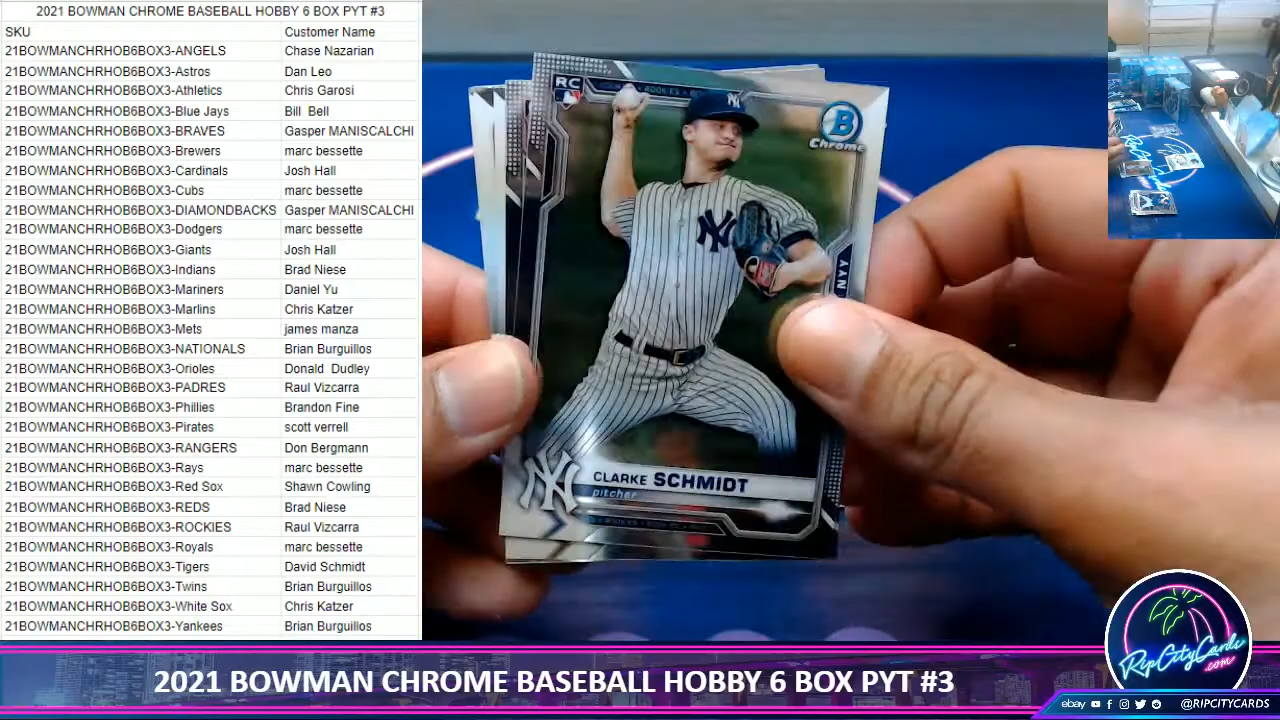 2021 BOWMAN CHROME BASEBALL HOBBY 6 BOX PYT #3
SKU Customer Name
21BOWMANCHRHOB6BOX3-ANGELS Chase Nazarian
21BOWMANCHRHOB6BOX3-Astros Dan Leo
21BOWMANCHRHOB6BOX3-Athletics Chris Garosi
21BOWMANCHRHOB6BOX3-Blue Jays Bill Bell
21BOWMANCHRHOB6BOX3-BRAVES Gasper MANISCALCHI
21BOWMANCHRHOB6BOX3-Brewers marc bessette
21BOWMANCHRHOB6BOX3-Cardinals Josh Hall
21BOWMANCHRHOB6BOX3-Cubs marc bessette
21BOWMANCHRHOB6BOX3-DIAMONDBACKS Gasper MANISCALCHI
21BOWMANCHRHOB6BOX3-Dodgers marc bessette
21BOWMANCHRHOB6BOX3-Giants Josh Hall
21BOWMANCHRHOB6BOX3-Indians Brad Niese
21BOWMANCHRHOB6BOX3-Mariners Daniel Yu
21BOWMANCHRHOB6BOX3-Marlins Chris Katzer
21BOWMANCHRHOB6BOX3-Mets james manza
21BOWMANCHRHOB6BOX3-NATIONALS Brian Burguillos
21BOWMANCHRHOB6BOX3-Orioles Donald Dudley
21BOWMANCHRHOB6BOX3-PADRES Raul Vizcarra
21BOWMANCHRHOB6BOX3-Phillies Brandon Fine
21BOWMANCHRHOB6BOX3-Pirates scott verrell
21BOWMANCHRHOB6BOX3-RANGERS Don Bergmann
21BOWMANCHRHOB6BOX3-Rays marc bessette
21BOWMANCHRHOB6BOX3-Red Sox Shawn Cowling
21BOWMANCHRHOB6BOX3-REDS Brad Niese
21BOWMANCHRHOB6BOX3-ROCKIES Raul Vizcarra
21BOWMANCHRHOB6BOX3-Royals marc bessette
21BOWMANCHRHOB6BOX3-Tigers David Schmidt
21BOWMANCHRHOB6BOX3-Twins Brian Burguillos
21BOWMANCHRHOB6BOX3-White Sox Chris Katzer
21BOWMANCHRHOB6BOX3-Yankees Brian Burguillos
RC
B
Chrome
NY
NY
NYY
NY
CLARKE SCHMIDT
pitcher
2021 BOWMAN CHROME BASEBALL HOBBY 6 BOX PYT #3
RipCityCards
.com
ebay @RIPCITYCARDS